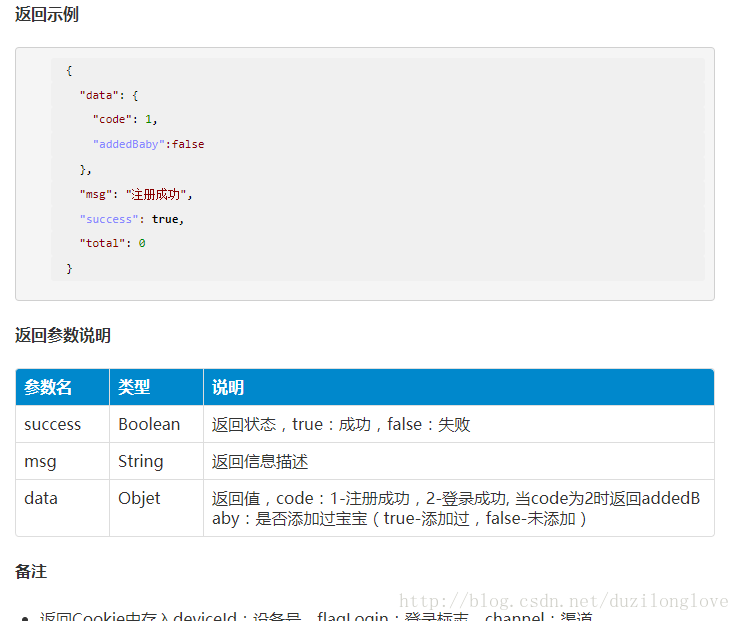 返回示例
{
"data": {
"code": 1,
"addedBaby":false
},
"msg": "注册成功",
"success": true,
"total": 0
}
返回参数说明
参数名 类型 说明
success Boolean 返回状态，true：成功，false：失败
msg String 返回信息描述
data Objet 返回值，code：1-注册成功，2-登录成功, 当code为2时返回addedB
aby：是否添加过宝宝（true-添加过，false-未添加）
备注
返回Cookie中存入deviceId：设备号，flagLogin：登录标志，channel：渠道
http://blog.csdn.net/duzilonglove